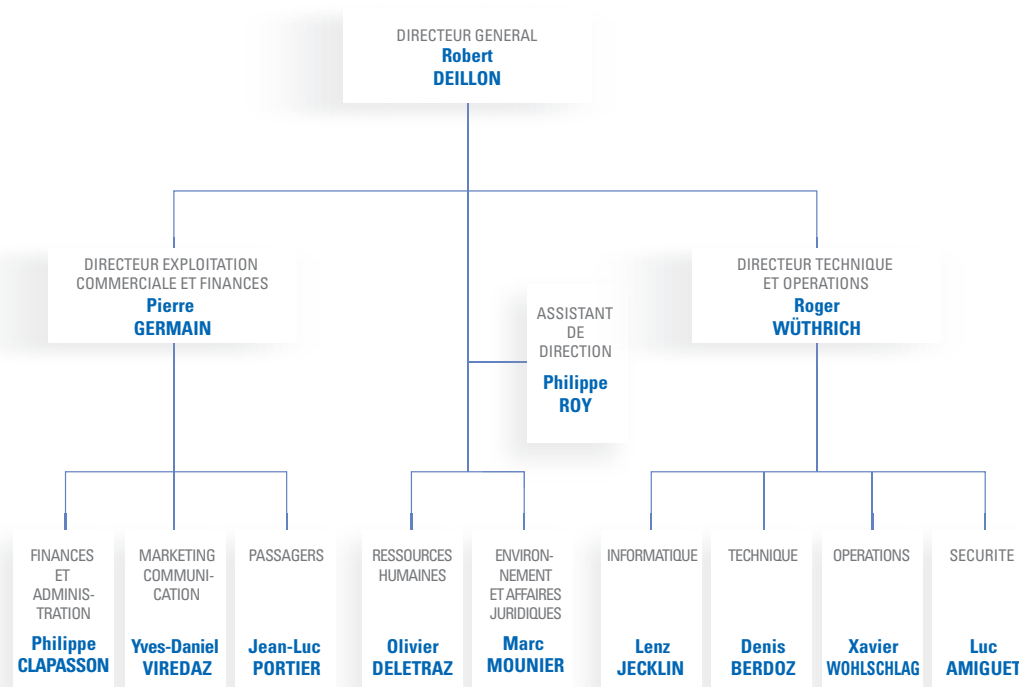 DIRECTEUR GENERAL
Robert
DEILLON
DIRECTEUR EXPLOITATION
COMMERCIALE ET FINANCES
Pierre
GERMAIN
ASSISTANT
DE
DIRECTION
Philippe
ROY
DIRECTEUR TECHNIQUE
ET OPERATIONS
Roger
WÜTHRICH
FINANCES
ET
ADMINIS-
TRATION
Philippe
CLAPASSON
MARKETING
COMMUNI-
CATION
Yves-Daniel
VIREDAZ
PASSAGERS
Jean-Luc
PORTIER
RESSOURCES
HUMAINES
Olivier
DELETRAZ
ENVIRON-
NEMENT
ET AFFAIRES
JURIDIQUES
Marc
MOUNIER
INFORMATIQUE
Lenz
JECKLIN
TECHNIQUE
Denis
BERDOZ
OPERATIONS
Xavier
WOHLSCHLAG
SECURITE
Luc
AMIGUET